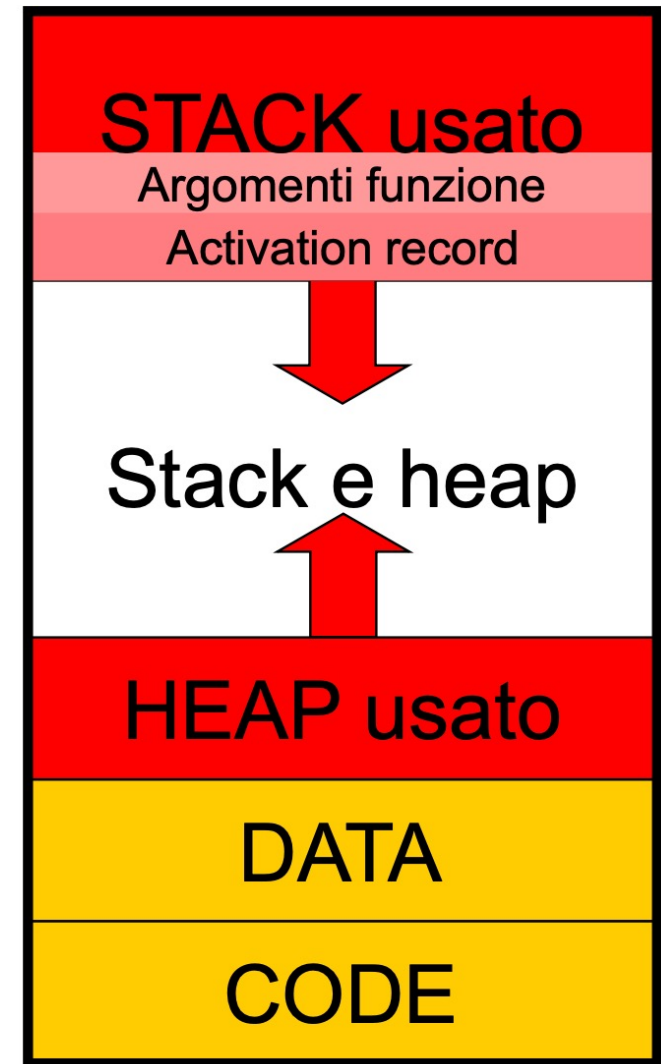 STACK usato
Argomenti funzione
Activation record
Stack e heap
HEAP usato
DATA
CODE